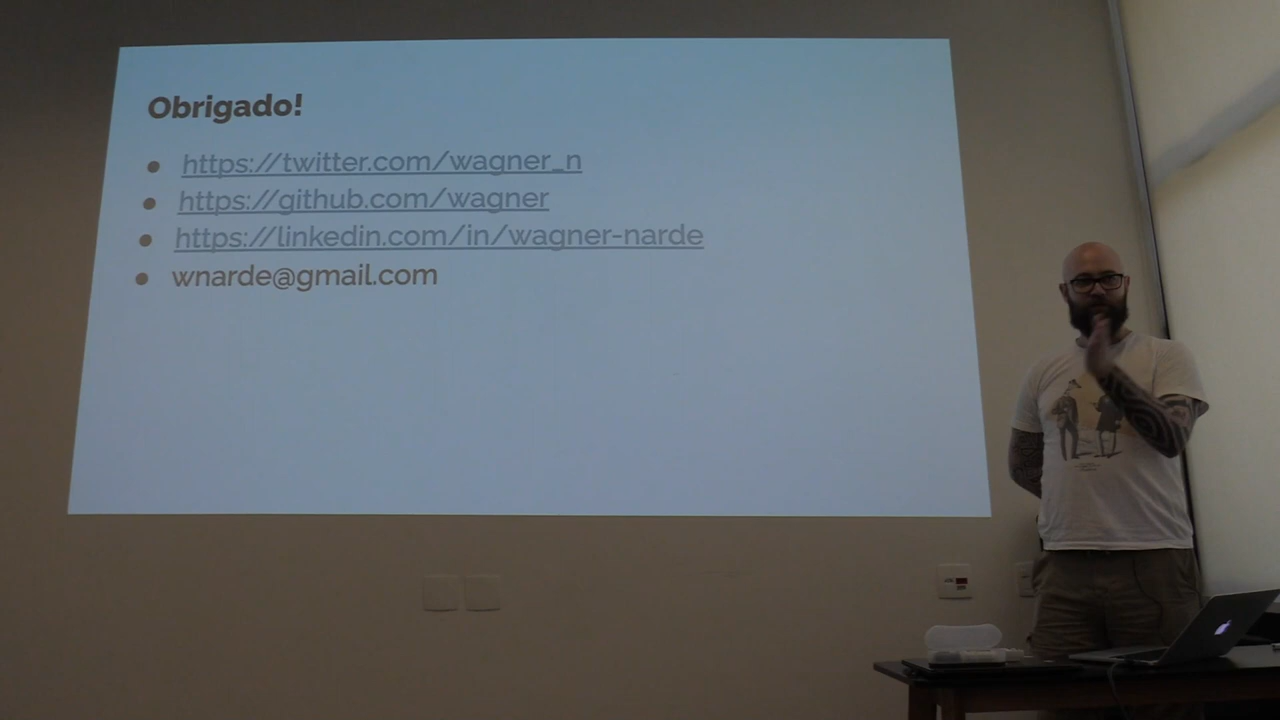 Obrigado!
https://twitter.com/wagner_n
https://github.com/wagner
https://linkedin.com/in/wagner-narde
wnarde@gmail.com